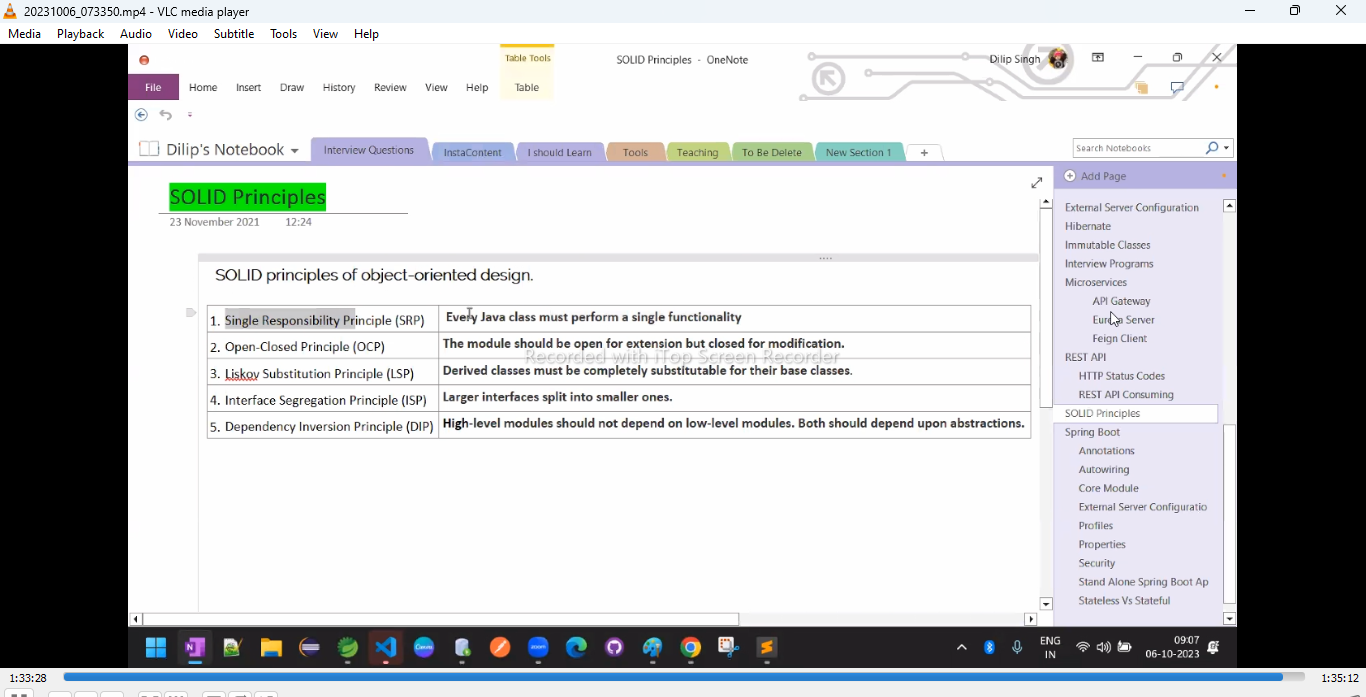 20231006_073350.mp4 - VLC media player
Media Playback Audio Video Subtitle Tools View Help
Table Tools
SOLID Principles - OneNote
Dilip Singh
File Home Insert Draw History Review View Help Table
Dilip's Notebook
Interview Questions InstaContent I should Learn Tools Teaching To Be Delete New Section 1 +
Search Notebooks
SOLID Principles
23 November 2021 12:24
SOLID principles of object-oriented design.
1. Single Responsibility Principle (SRP) Every Java class must perform a single functionality
2. Open-Closed Principle (OCP) The module should be open for extension but closed for modification.
Recorded with iTop Screen Recorder
3. Liskov Substitution Principle (LSP) Derived classes must be completely substitutable for their base classes.
4. Interface Segregation Principle (ISP) Larger interfaces split into smaller ones.
5. Dependency Inversion Principle (DIP) High-level modules should not depend on low-level modules. Both should depend upon abstractions.
Add Page
External Server Configuration
Hibernate
Immutable Classes
Interview Programs
Microservices
API Gateway
Eureka Server
Feign Client
REST API
HTTP Status Codes
REST API Consuming
SOLID Principles
Spring Boot
Annotations
Autowiring
Core Module
External Server Configuratio
Profiles
Properties
Security
Stand Alone Spring Boot Ap
Stateless Vs Stateful
Canva
zoom
ENG
IN
09:07
06-10-2023
1:33:28
1:35:12